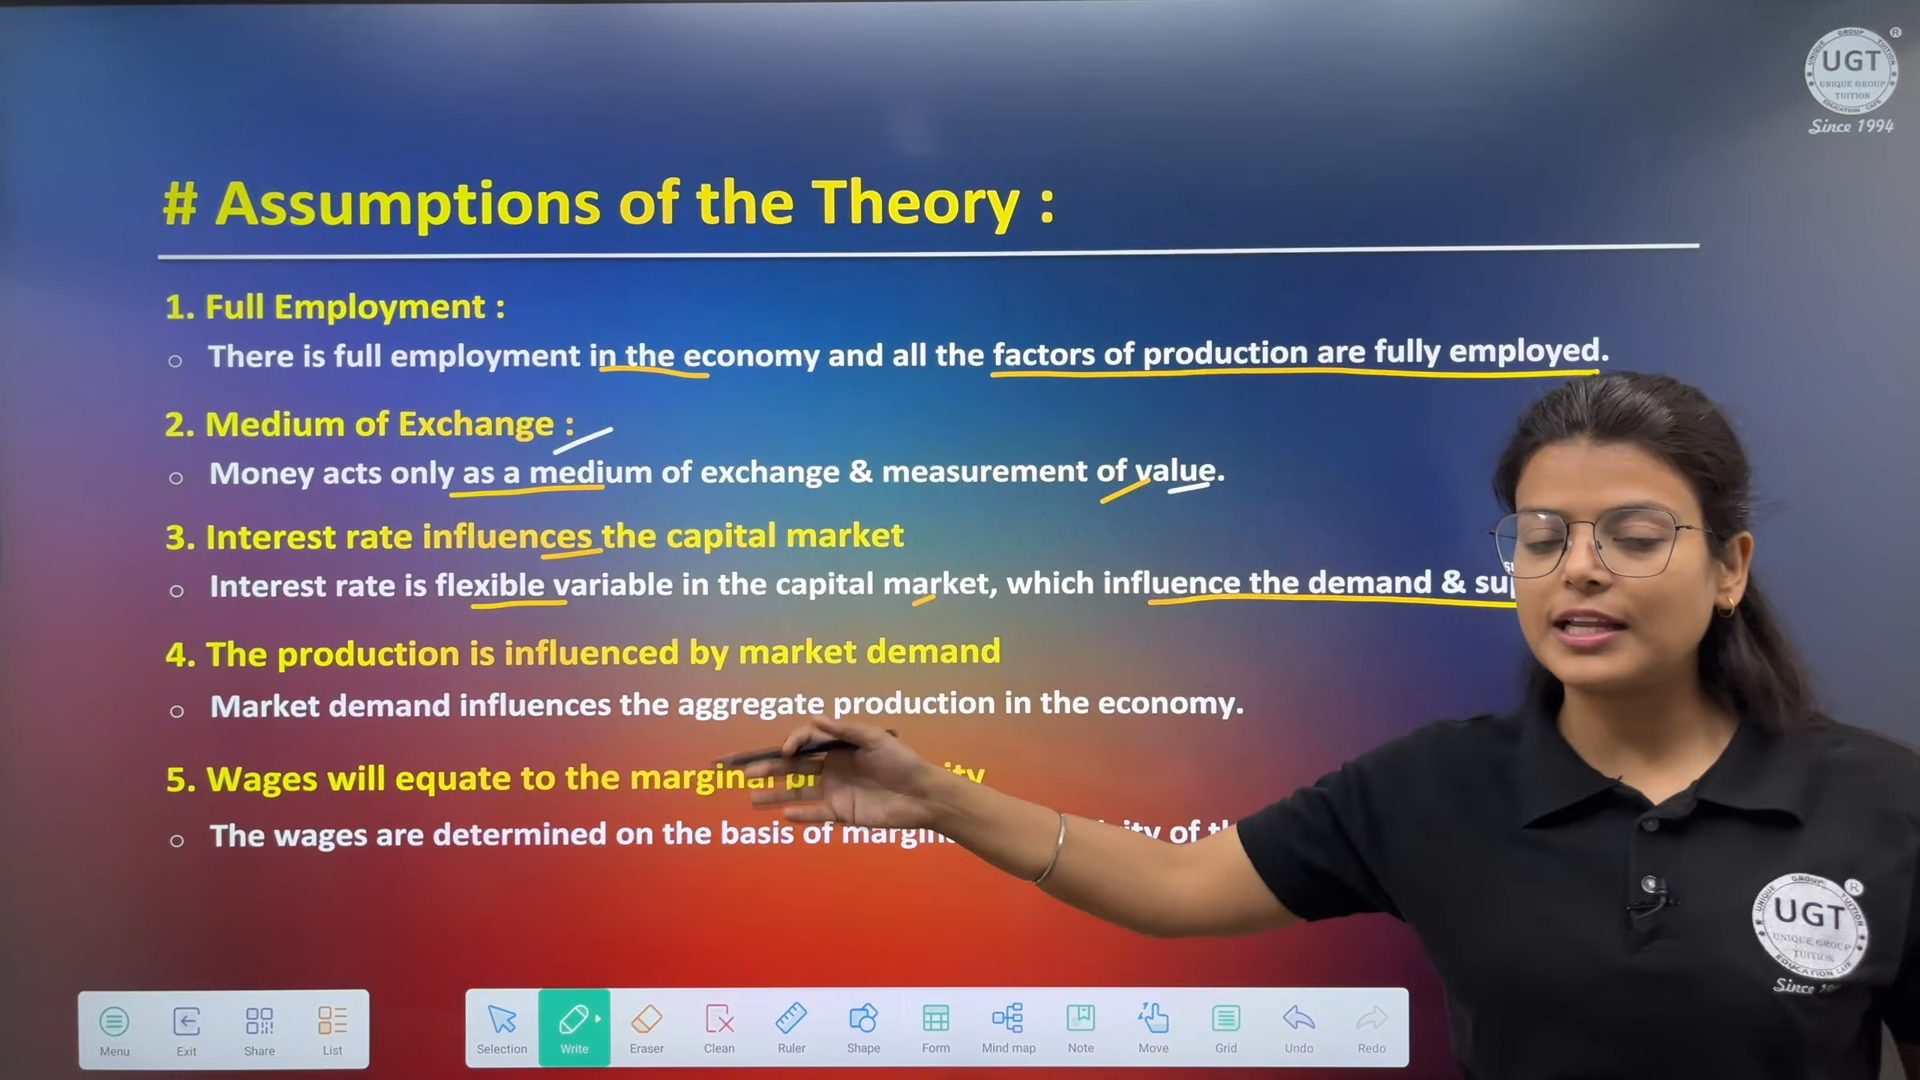 UGT
UNIQUE GROUP
TUITION
Since 1994
# Assumptions of the Theory :
1. Full Employment :
There is full employment in the economy and all the factors of production are fully employed.
2. Medium of Exchange :
Money acts only as a medium of exchange & measurement of value.
3. Interest rate influences the capital market
Interest rate is flexible variable in the capital market, which influence the demand &
4. The production is influenced by market demand
Market demand influences the aggregate production in the economy.
5. Wages will equate to the marginal
The wages are determined on the basis of
of
UGT
UNIQUE GROUP
TUITION
EDUCATION CAFE
Since
Menu Exit Share List Selection Write Eraser Clean Ruler Shape Form Mind map Note Move Grid Undo Redo